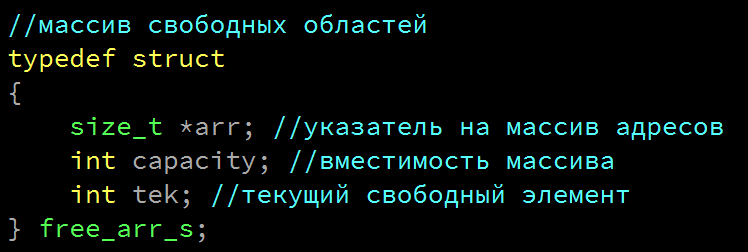 //массив свободных областей
typedef struct
{
    size_t *arr; //указатель на массив адресов
    int capacity; //вместимость массива
    int tek; //текущий свободный элемент
} free_arr_s;